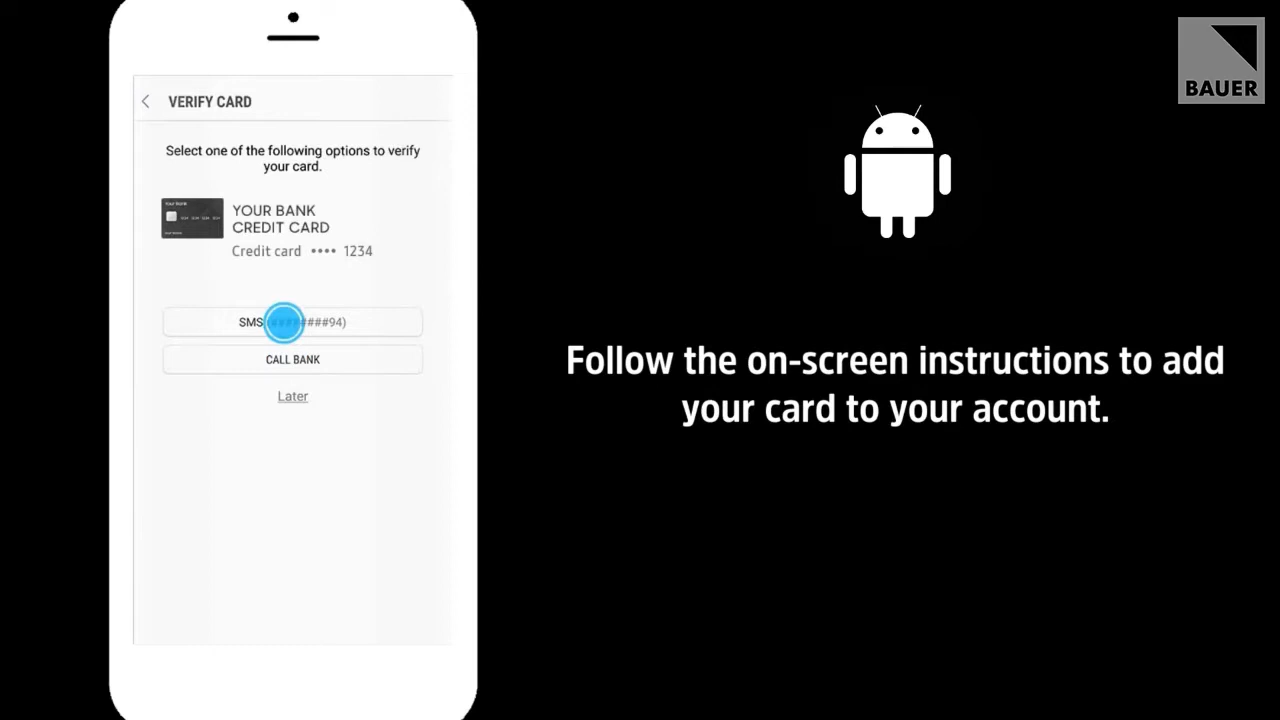 VERIFY CARD
Select one of the following options to verify
your card.
YOUR BANK
CREDIT CARD
Credit card •••• 1234
SMS
###94)
CALL BANK
Later
BAUER
Follow the on-screen instructions to add
your card to your account.